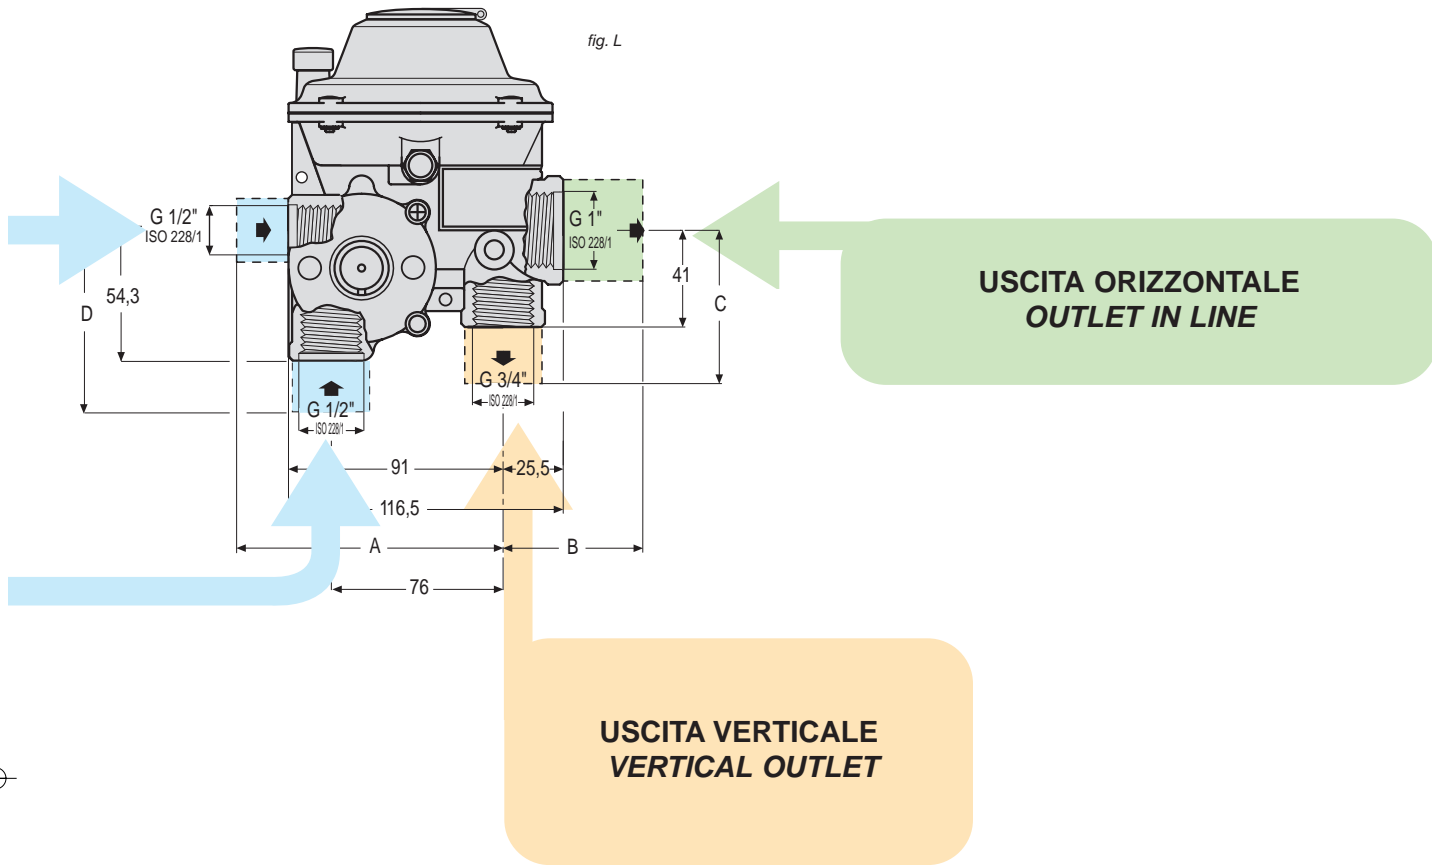 fig. L
G 1/2"
ISO 228/1
G 1"
ISO 228/1
54,3
D
41
C
G 3/4"
ISO 228/1
G 1/2"
ISO 228/1
91
25,5
116,5
A
B
76
USCITA ORIZZONTALE
OUTLET IN LINE
USCITA VERTICALE
VERTICAL OUTLET